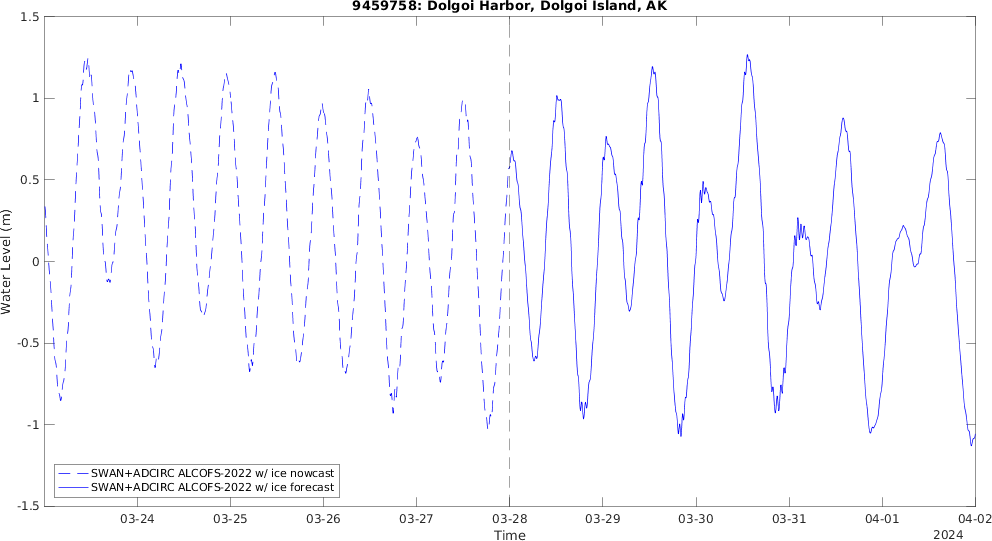 9459758: Dolgoi Harbor, Dolgoi Island, AK
1.5
1
0.5
0
-0.5
-1
-1.5
Water Level (m)
SWAN+ADCIRC ALCOFS-2022 w/ ice nowcast
SWAN+ADCIRC ALCOFS-2022 w/ ice forecast
03-24 03-25 03-26 03-27 03-28 03-29 03-30 03-31 04-01 04-02
Time
2024